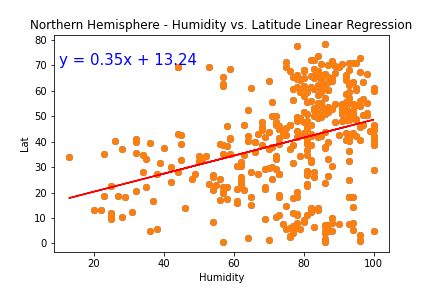 Northern Hemisphere - Humidity vs. Latitude Linear Regression
y = 0.35x + 13.24
80
70
60
50
40
30
20
10
0
Lat
20 40 60 80 100
Humidity